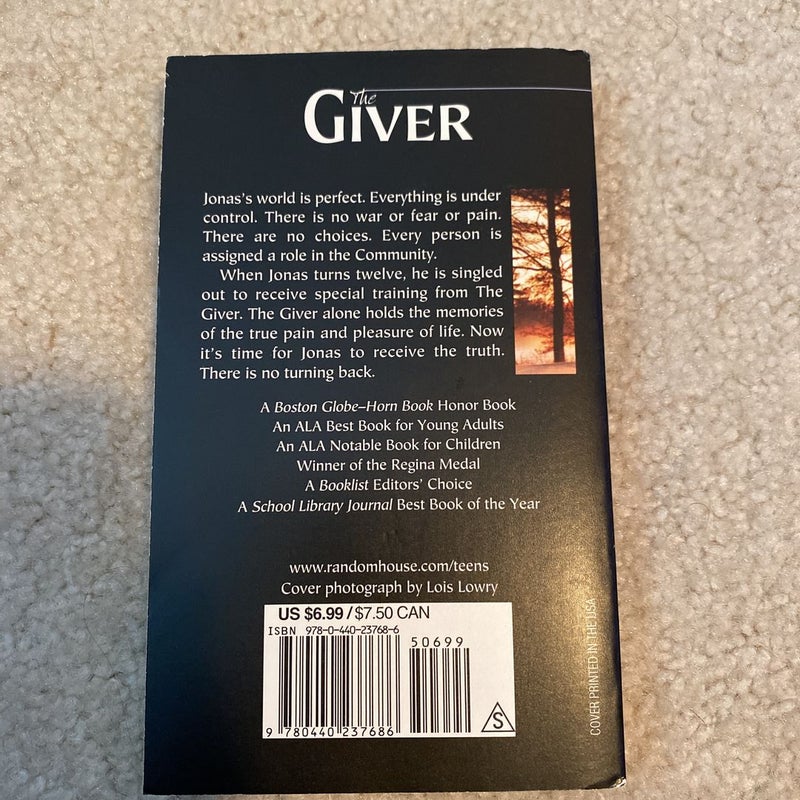 The
GIVER
Jonas's world is perfect. Everything is under
control. There is no war or fear or pain.
There are no choices. Every person is
assigned a role in the Community.
When Jonas turns twelve, he is singled
out to receive special training from The
Giver. The Giver alone holds the memories
of the true pain and pleasure of life. Now
it's time for Jonas to receive the truth.
There is no turning back.
A Boston Globe–Horn Book Honor Book
An ALA Best Book for Young Adults
An ALA Notable Book for Children
Winner of the Regina Medal
A Booklist Editors' Choice
A School Library Journal Best Book of the Year
www.randomhouse.com/teens
Cover photograph by Lois Lowry
US $6.99 / $7.50 CAN
ISBN 978-0-440-23768-6
50699
9 780440 237686
S
COVER PRINTED IN THE USA